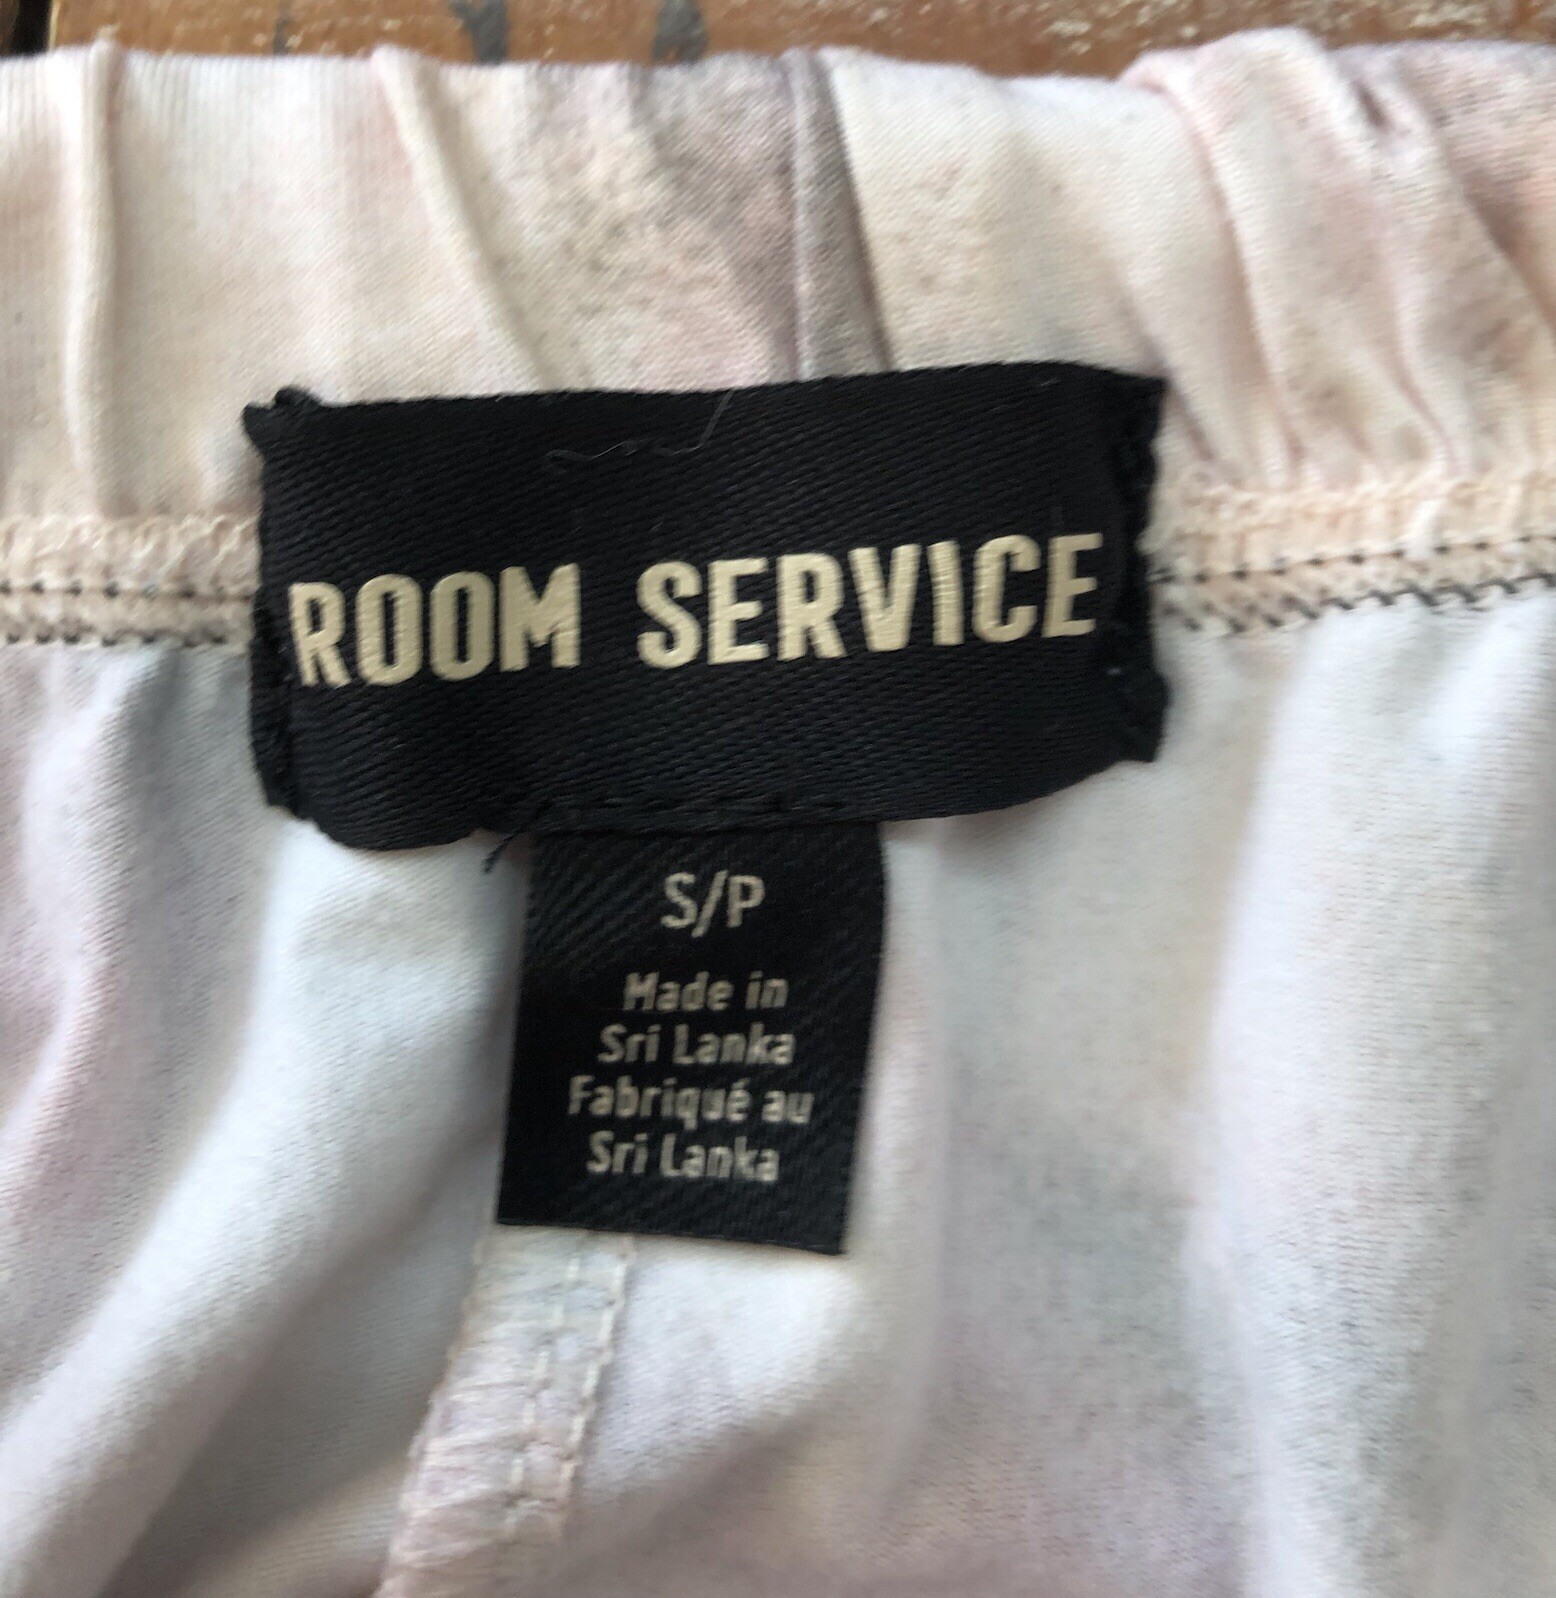 ROOM SERVICE
S/P
Made in
Sri Lanka
Fabriqué au
Sri Lanka